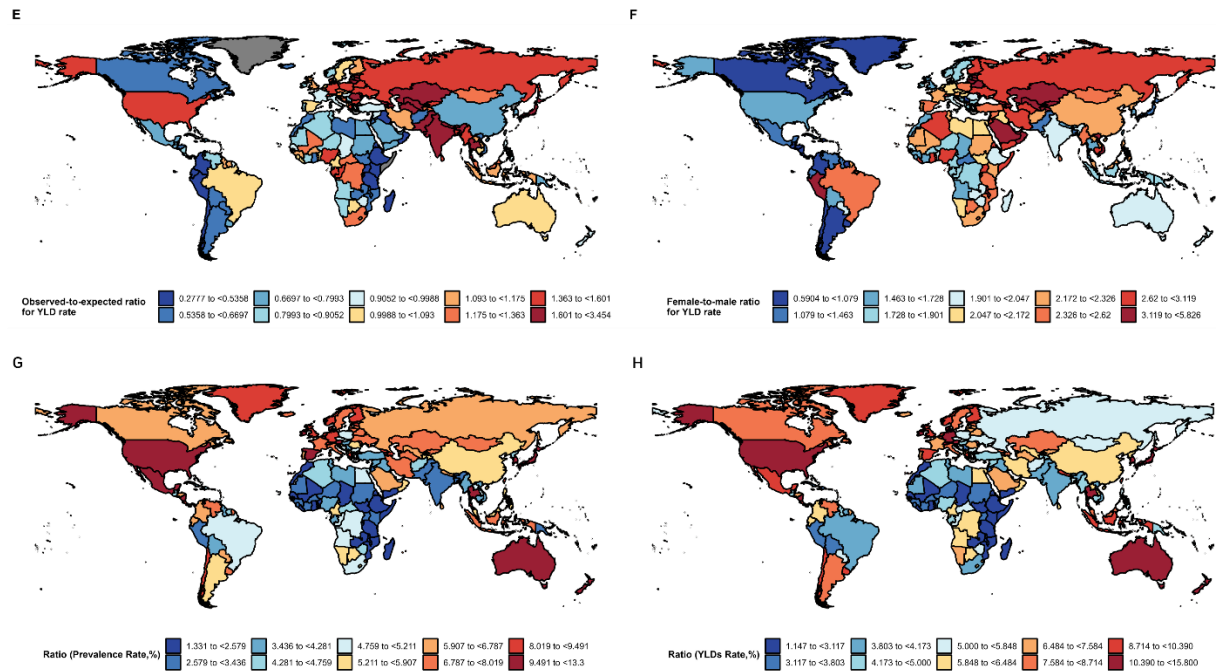 E
F
Observed-to-expected ratio
for YLD rate
0.2777 to <0.5358
0.6697 to <0.7993
0.9052 to <0.9988
1.093 to <1.175
1.363 to <1.601
0.5358 to <0.6697
0.7993 to <0.9052
0.9988 to <1.093
1.175 to <1.363
1.601 to <3.454
Female-to-male ratio
for YLD rate
0.5904 to <1.079
1.463 to <1.728
1.901 to <2.047
2.172 to <2.326
2.62 to <3.119
1.079 to <1.463
1.728 to <1.901
2.047 to <2.172
2.326 to <2.62
3.119 to <5.826
G
H
Ratio (Prevalence Rate,%)
1.331 to <2.579
3.436 to <4.281
4.759 to <5.211
5.907 to <6.787
8.019 to <9.491
2.579 to <3.436
4.281 to <4.759
5.211 to <5.907
6.787 to <8.019
9.491 to <13.3
Ratio (YLDs Rate,%)
1.147 to <3.117
3.803 to <4.173
5.000 to <5.848
6.484 to <7.584
8.714 to <10.390
3.117 to <3.803
4.173 to <5.000
5.848 to <6.484
7.584 to <8.714
10.390 to <15.800